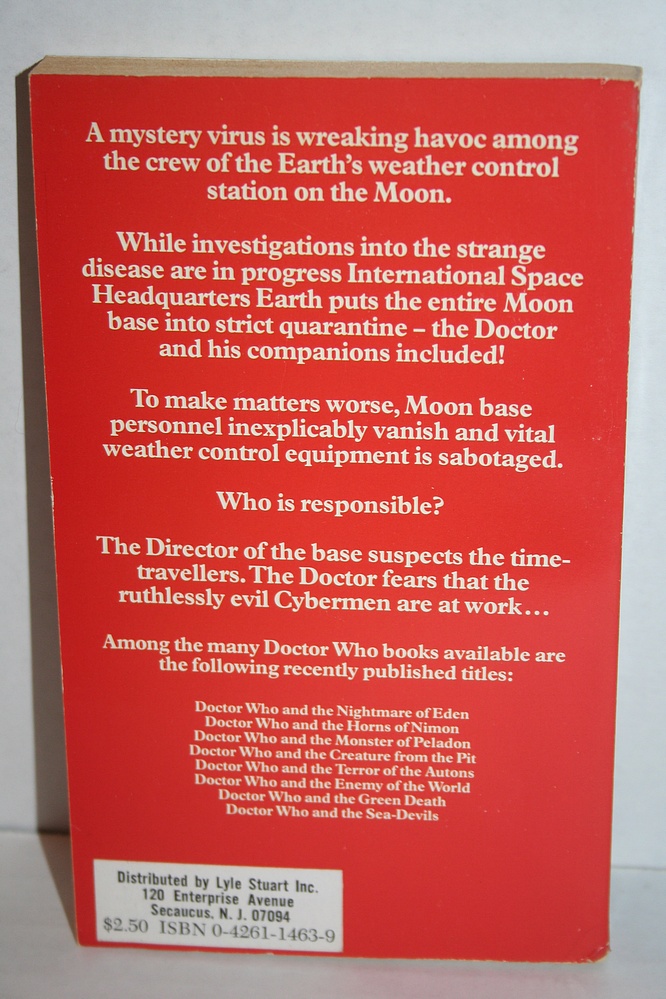 A mystery virus is wreaking havoc among
the crew of the Earth's weather control
station on the Moon.
While investigations into the strange
disease are in progress International Space
Headquarters Earth puts the entire Moon
base into strict quarantine – the Doctor
and his companions included!
To make matters worse, Moon base
personnel inexplicably vanish and vital
weather control equipment is sabotaged.
Who is responsible?
The Director of the base suspects the time-
travellers. The Doctor fears that the
ruthlessly evil Cybermen are at work...
Among the many Doctor Who books available are
the following recently published titles:
Doctor Who and the Nightmare of Eden
Doctor Who and the Horns of Nimon
Doctor Who and the Monster of Peladon
Doctor Who and the Creature from the Pit
Doctor Who and the Terror of the Autons
Doctor Who and the Enemy of the World
Doctor Who and the Green Death
Doctor Who and the Sea-Devils
Distributed by Lyle Stuart Inc.
120 Enterprise Avenue
Secaucus, N. J. 07094
$2.50 ISBN 0-4261-1463-9